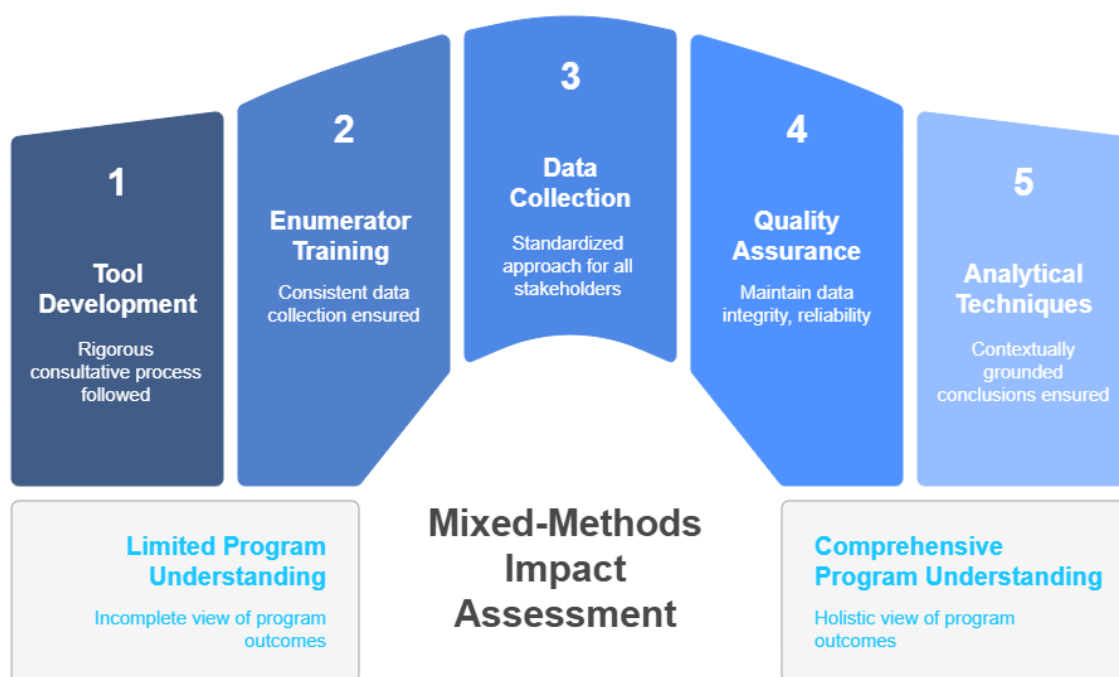 1
Tool
Development
Rigorous
consultative process
followed
2
Enumerator
Training
Consistent data
collection ensured
3
Data
Collection
Standardized
approach for all
stakeholders
4
Quality
Assurance
Maintain data
integrity, reliability
5
Analytical
Techniques
Contextually
grounded
conclusions ensured
Limited Program
Understanding
Incomplete view of program
outcomes
Mixed-Methods
Impact
Assessment
Comprehensive
Program Understanding
Holistic view of program
outcomes